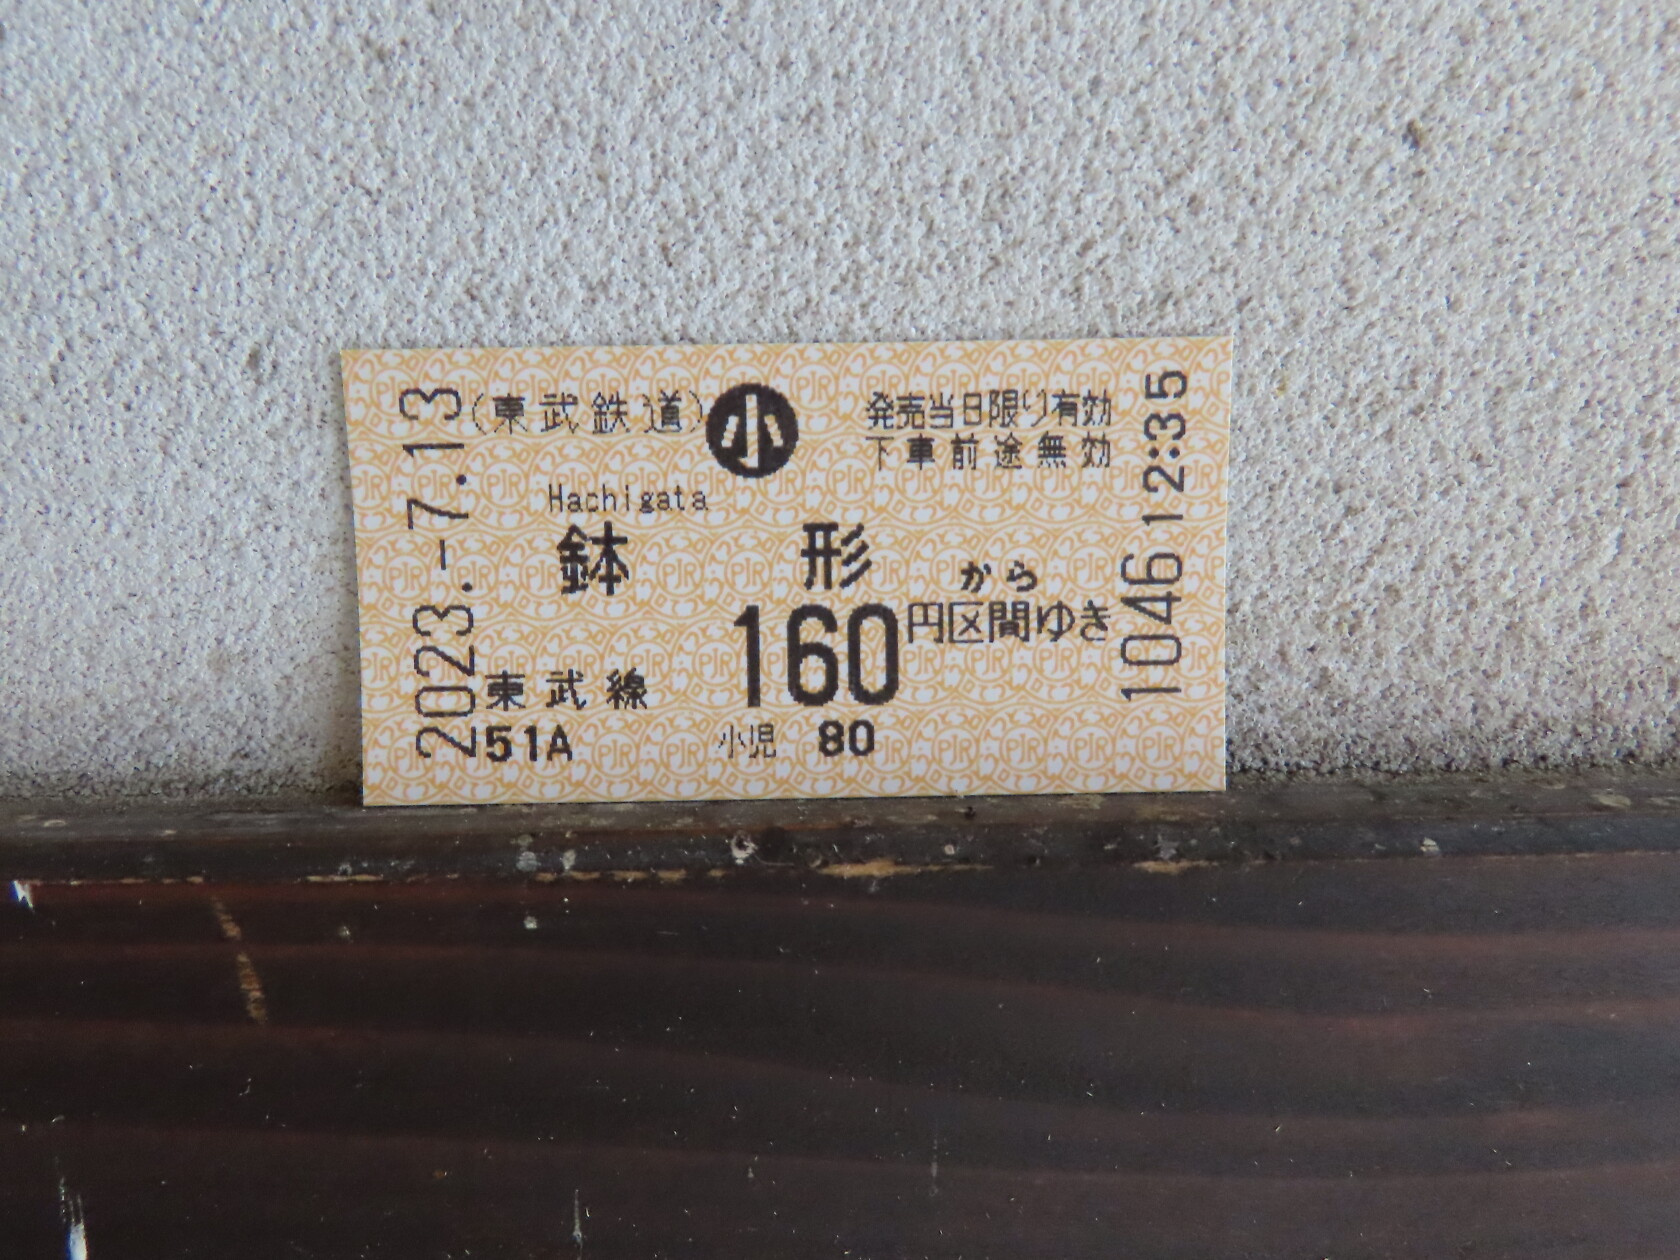 2023.-7.13
（東武鉄道）
小
発売当日限り有効
下車前途無効
Hachigata
鉢形から
160円区間ゆき
東武線
51A
小児 80
1046 12:35